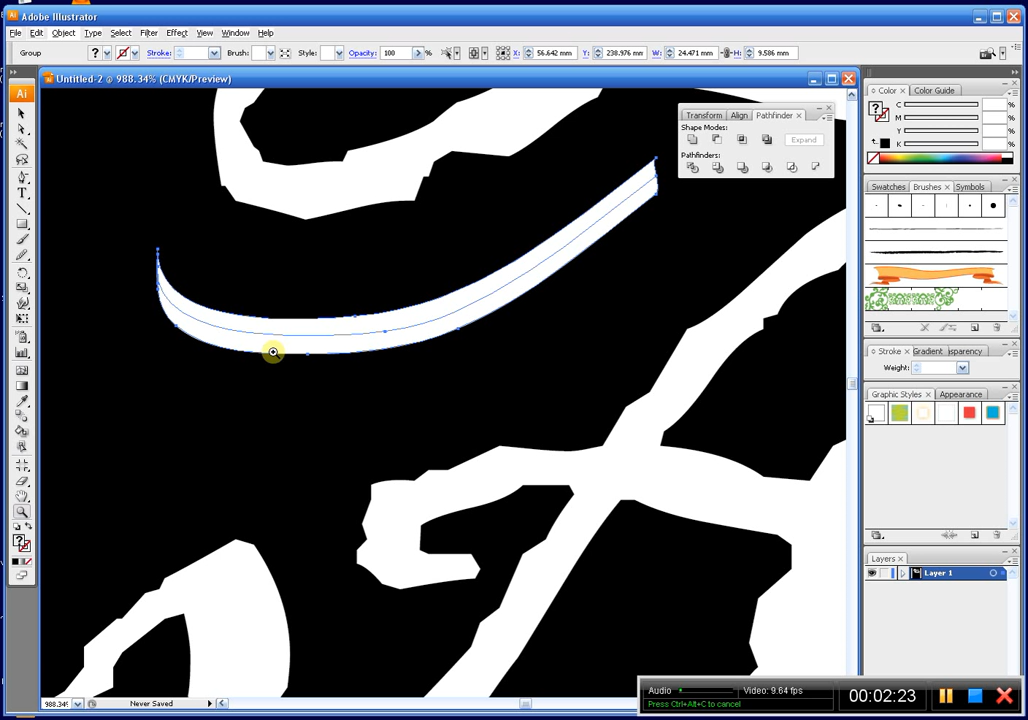 Adobe Illustrator
File Edit Object Type Select Filter Effect View Window Help
Group ? Stroke: Brush: Style: Opacity: 100 % X: 56.642 mm Y: 238.976 mm W: 24.471 mm H: 9.586 mm
Untitled-2 @ 988.34% (CMYK/Preview)
Ai
Transform Align Pathfinder
Shape Modes:
Expand
Pathfinders:
Color Color Guide
C %
M %
Y %
K %
Swatches Brushes Symbols
Stroke Gradient sparency
Weight:
Graphic Styles Appearance
Layers
Layer 1
988.34% Never Saved
Audio Video: 9.64 fps
Press Ctrl+Alt+C to cancel
00:02:23